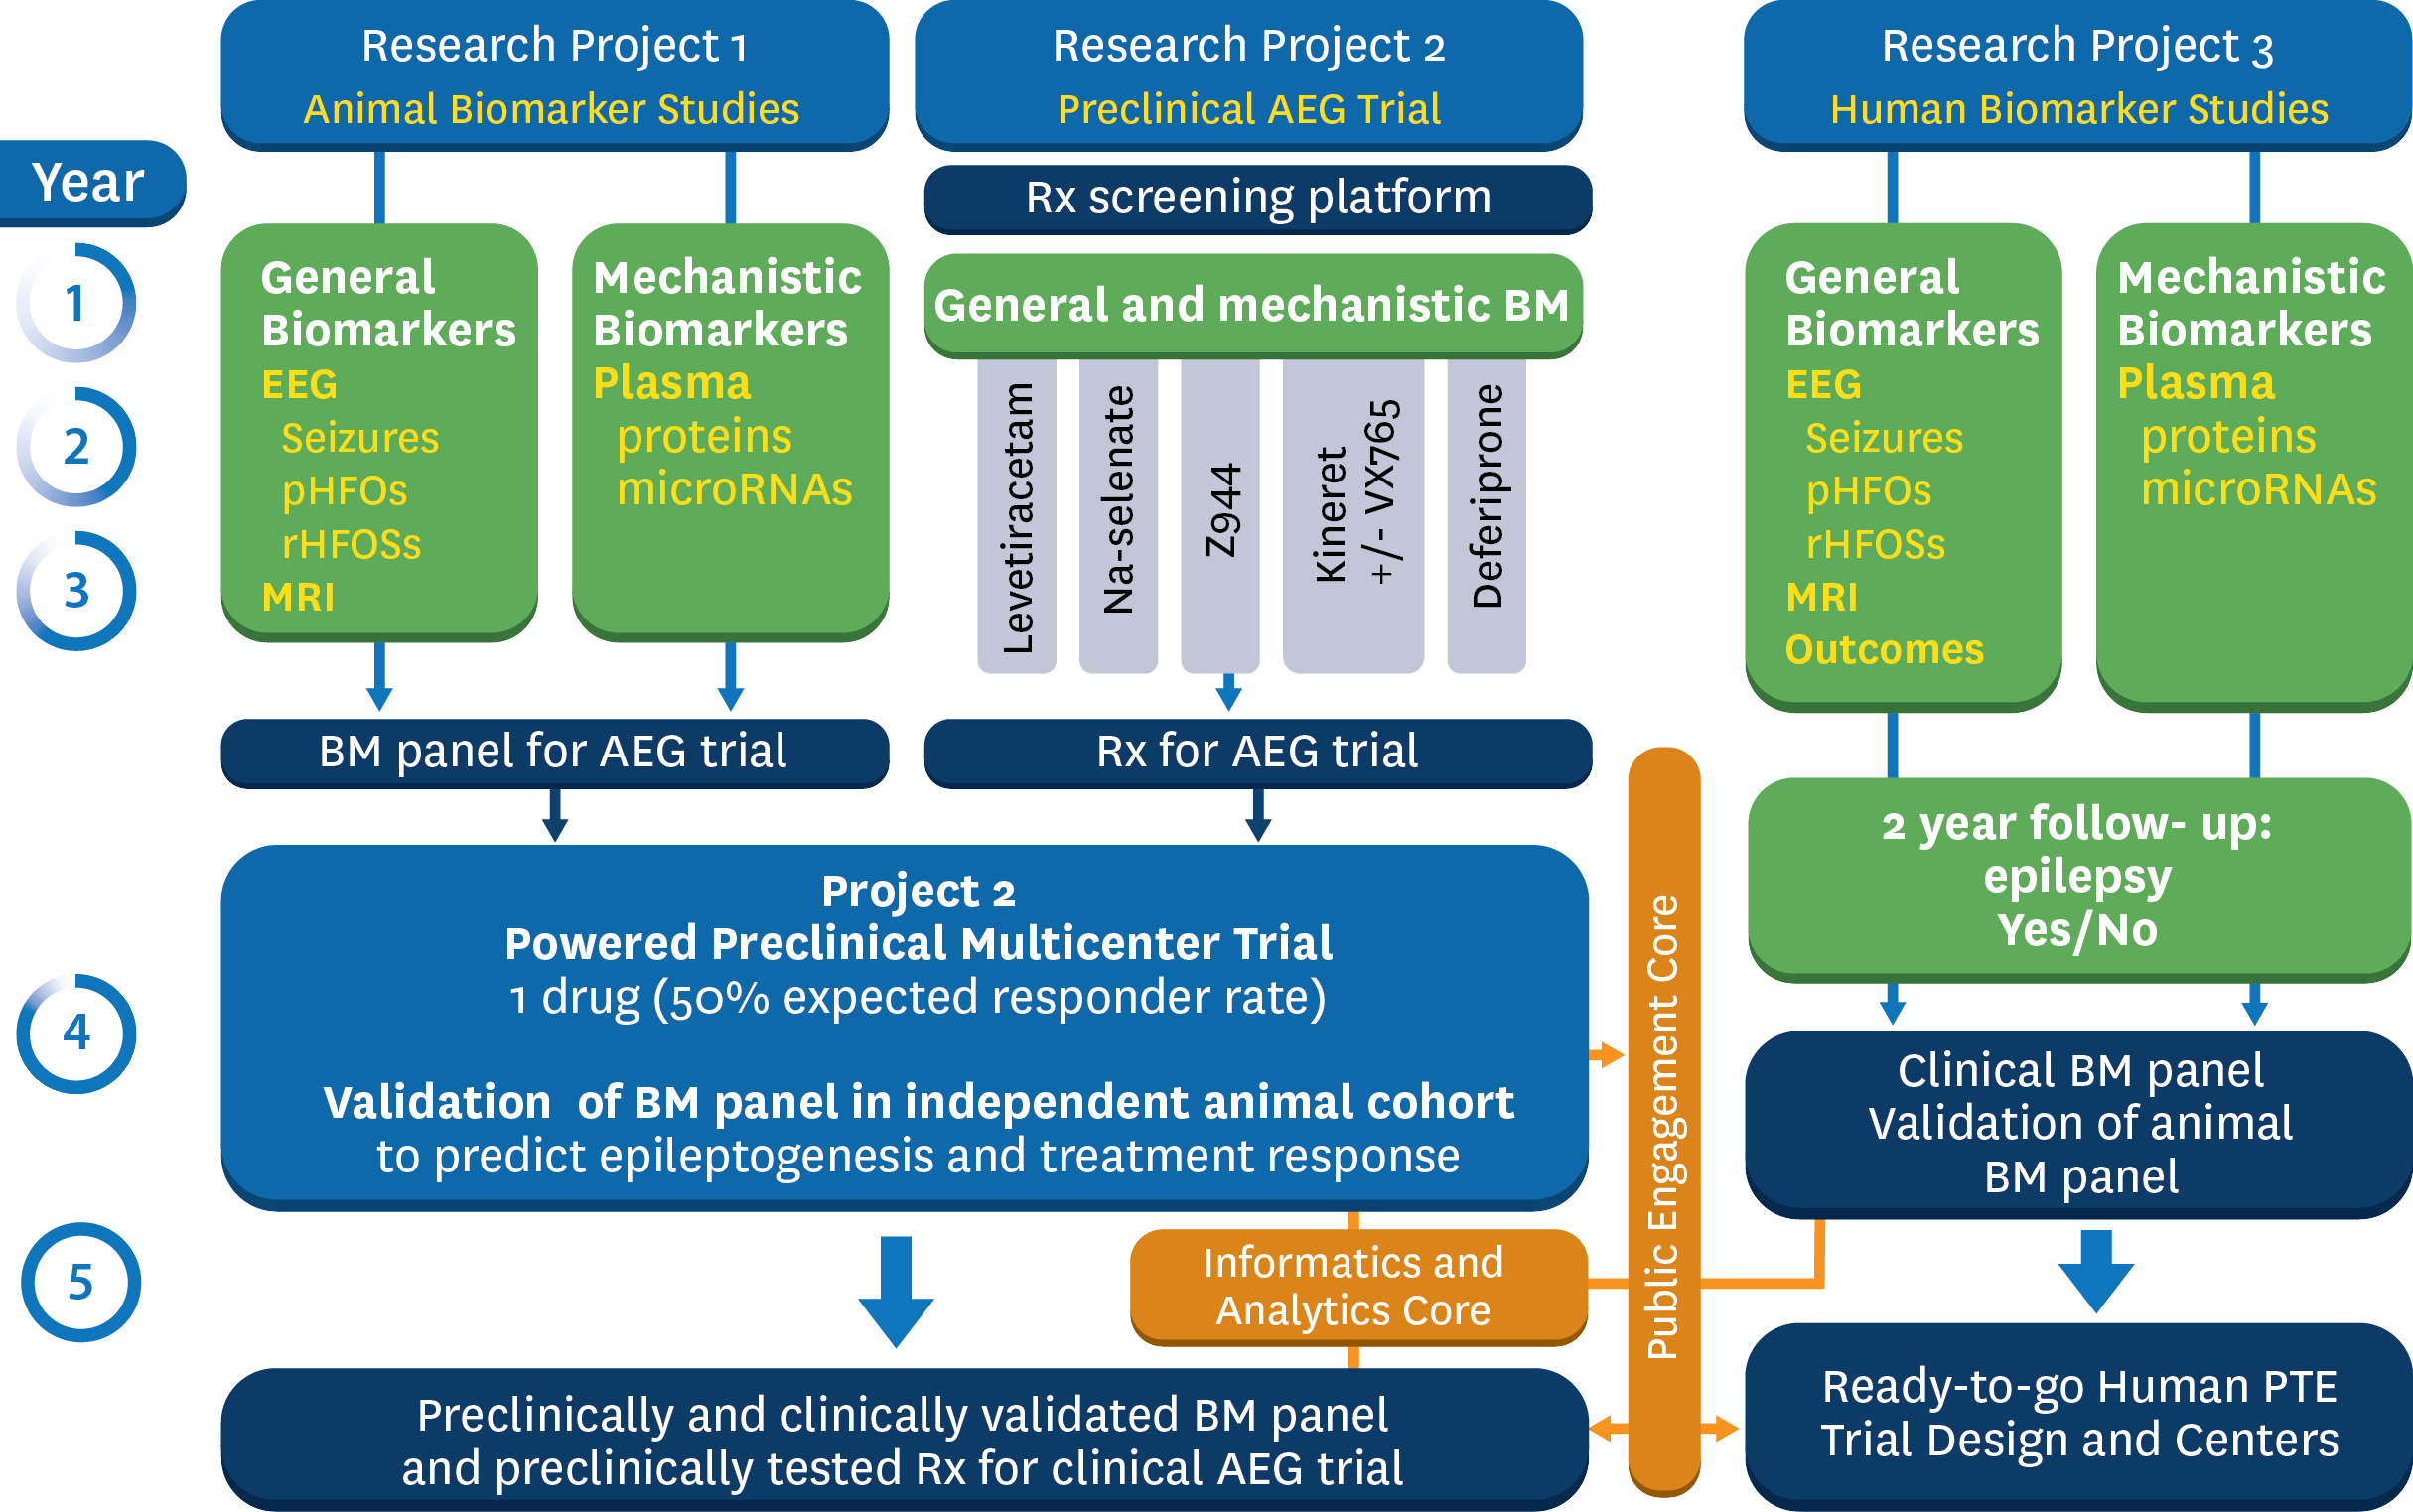 Research Project 1
Animal Biomarker Studies
Research Project 2
Preclinical AEG Trial
Research Project 3
Human Biomarker Studies
Year
1
2
3
4
5
General
Biomarkers
EEG
Seizures
pHFOs
rHFOSs
MRI
Mechanistic
Biomarkers
Plasma
proteins
microRNAs
BM panel for AEG trial
Rx screening platform
General and mechanistic BM
Levetiracetam
Na-selenate
Z944
Kineret
+/- VX765
Deferiprone
Rx for AEG trial
Project 2
Powered Preclinical Multicenter Trial
1 drug (50% expected responder rate)
Validation of BM panel in independent animal cohort
to predict epileptogenesis and treatment response
Informatics and
Analytics Core
Preclinically and clinically validated BM panel
and preclinically tested Rx for clinical AEG trial
Public Engagement Core
General
Biomarkers
EEG
Seizures
pHFOs
rHFOSs
MRI
Outcomes
Mechanistic
Biomarkers
Plasma
proteins
microRNAs
2 year follow- up:
epilepsy
Yes/No
Clinical BM panel
Validation of animal
BM panel
Ready-to-go Human PTE
Trial Design and Centers